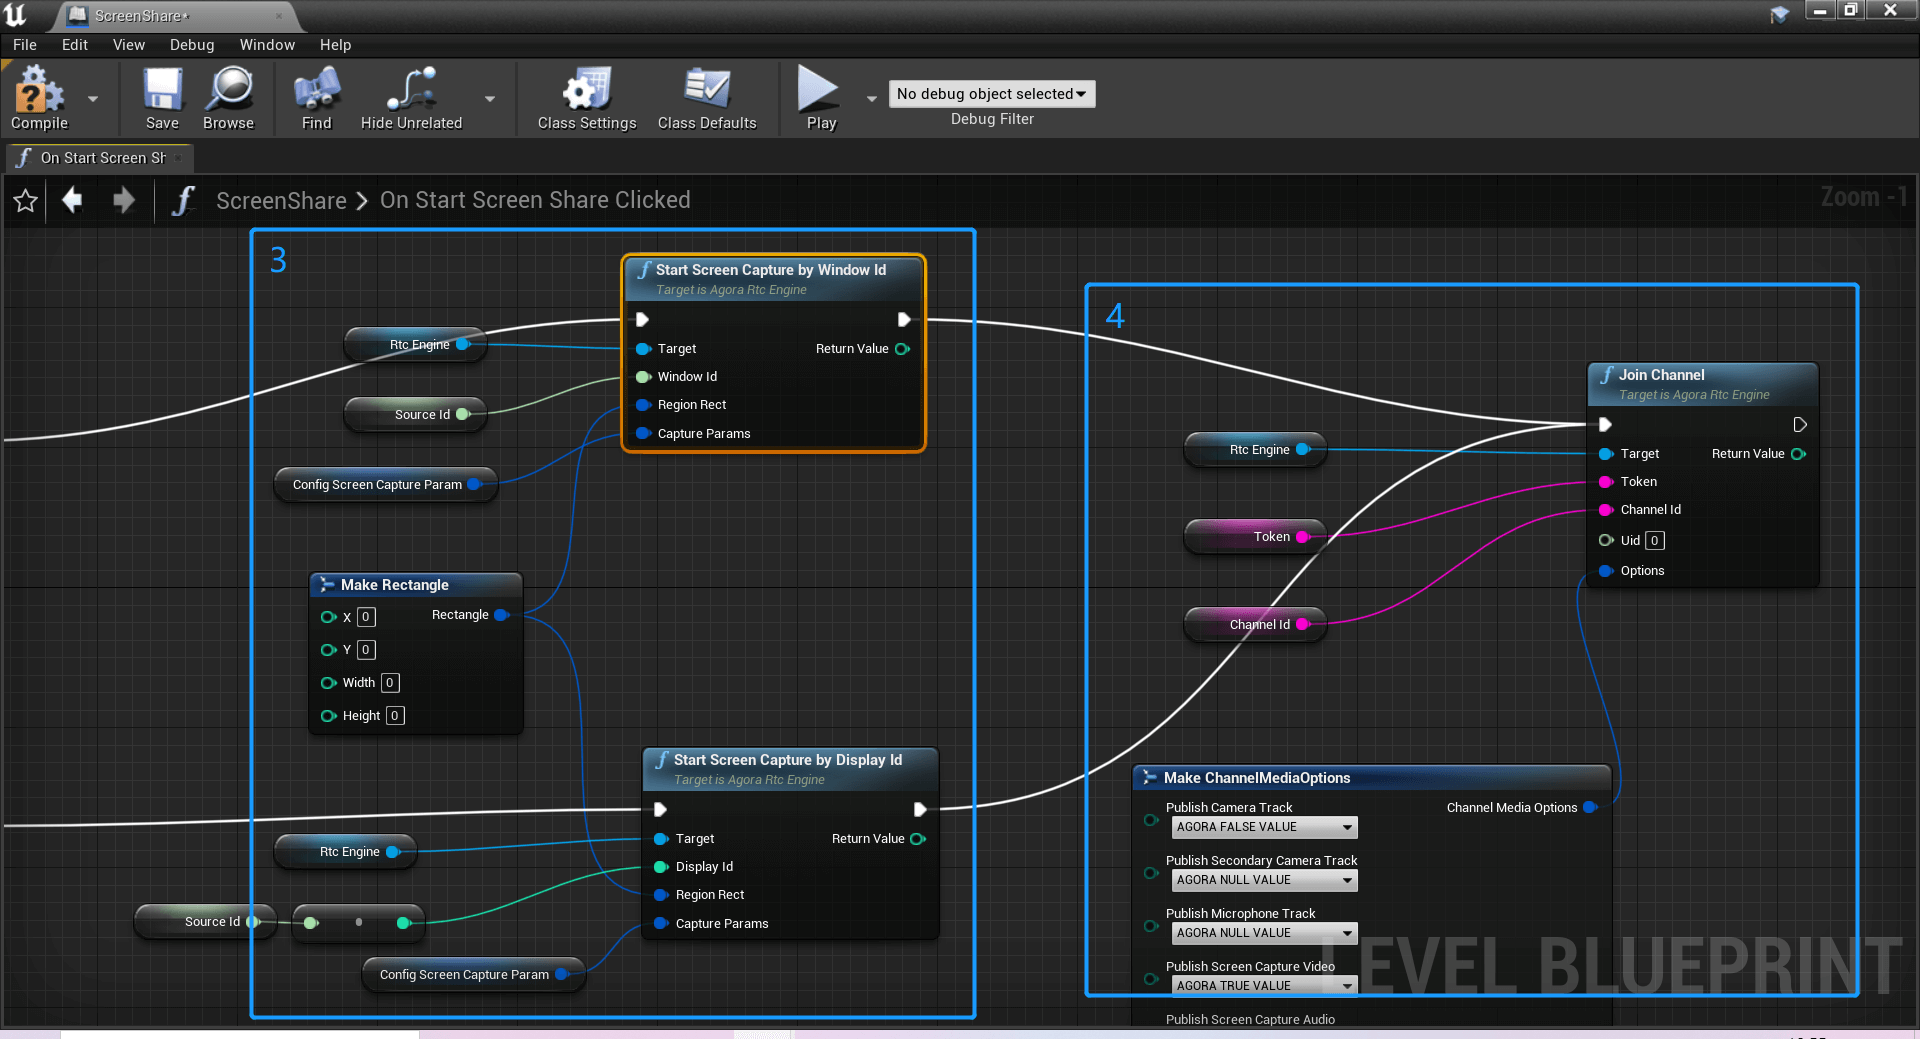 ScreenShare*
File Edit View Debug Window Help
Compile Save Browse Find Hide Unrelated Class Settings Class Defaults Play
No debug object selected
Debug Filter
On Start Screen Sh
ScreenShare > On Start Screen Share Clicked
Zoom -1
3
Start Screen Capture by Window Id
Target is Agora Rtc Engine
Rtc Engine
Target
Return Value
Window Id
Source Id
Region Rect
Capture Params
Config Screen Capture Param
Make Rectangle
X 0
Rectangle
Y 0
Width 0
Height 0
Start Screen Capture by Display Id
Target is Agora Rtc Engine
Target
Return Value
Rtc Engine
Display Id
Region Rect
Source Id
Capture Params
Config Screen Capture Param
4
Join Channel
Target is Agora Rtc Engine
Rtc Engine
Target
Return Value
Token
Channel Id
Token
Uid 0
Options
Channel Id
Make ChannelMediaOptions
Publish Camera Track
Channel Media Options
AGORA FALSE VALUE
Publish Secondary Camera Track
AGORA NULL VALUE
Publish Microphone Track
AGORA NULL VALUE
Publish Screen Capture Video
AGORA TRUE VALUE
Publish Screen Capture Audio
LEVEL BLUEPRINT